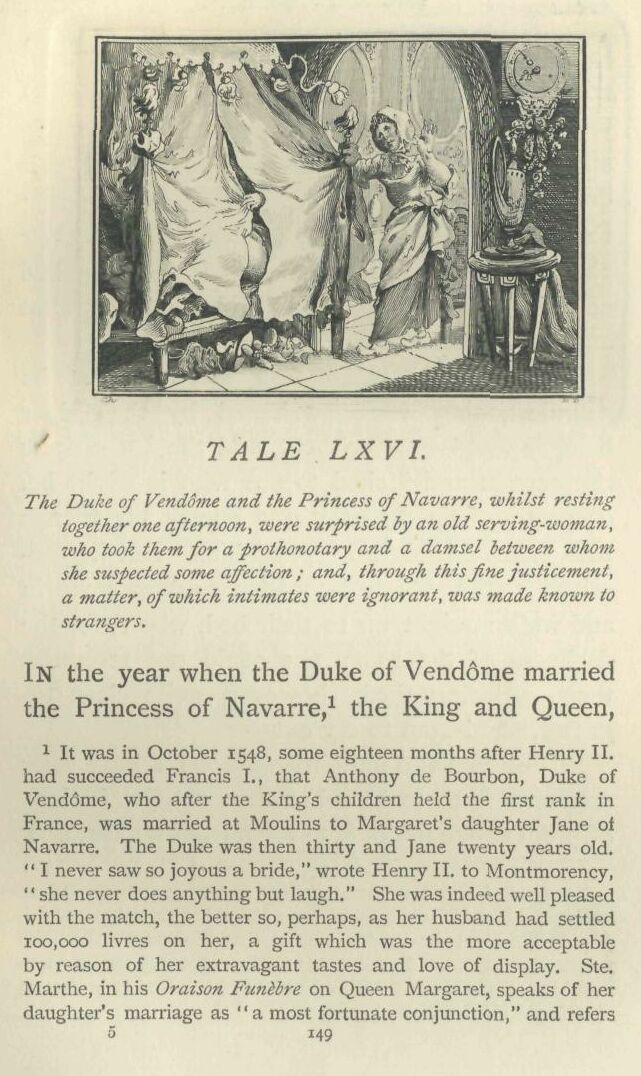 TALE LXVI.
The Duke of Vendôme and the Princess of Navarre, whilst resting
together one afternoon, were surprised by an old serving-woman,
who took them for a prothonotary and a damsel between whom
she suspected some affection ; and, through this fine justicement,
a matter, of which intimates were ignorant, was made known to
strangers.
IN the year when the Duke of Vendôme married
the Princess of Navarre,¹ the King and Queen,
¹ It was in October 1548, some eighteen months after Henry II.
had succeeded Francis I., that Anthony de Bourbon, Duke of
Vendôme, who after the King's children held the first rank in
France, was married at Moulins to Margaret's daughter Jane of
Navarre. The Duke was then thirty and Jane twenty years old.
"I never saw so joyous a bride," wrote Henry II. to Montmorency,
"she never does anything but laugh." She was indeed well pleased
with the match, the better so, perhaps, as her husband had settled
100,000 livres on her, a gift which was the more acceptable
by reason of her extravagant tastes and love of display. Ste.
Marthe, in his Oraison Funèbre on Queen Margaret, speaks of her
daughter's marriage as "a most fortunate conjunction," and refers
5 149